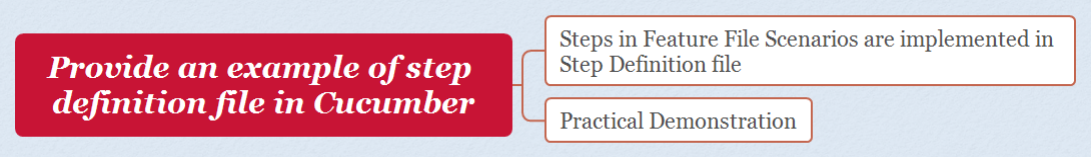 Provide an example of step
definition file in Cucumber
Steps in Feature File Scenarios are implemented in
Step Definition file
Practical Demonstration